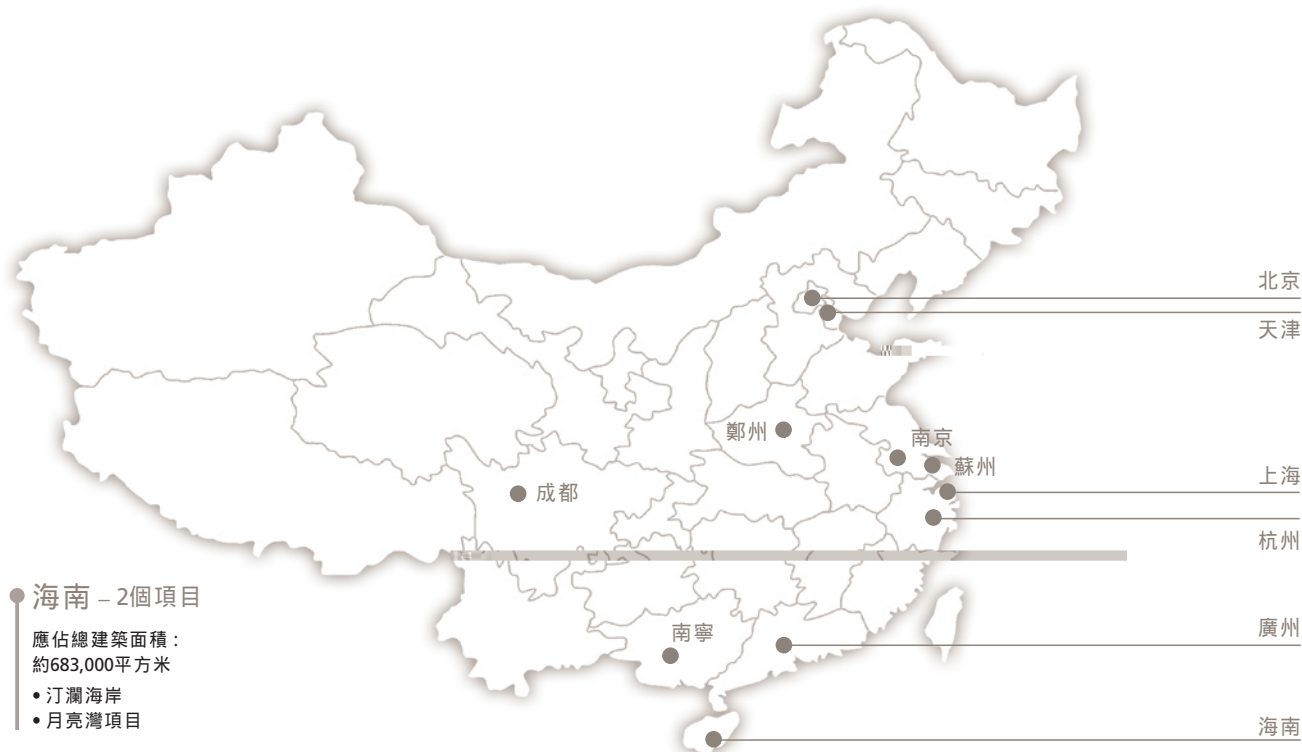 北京
天津
鄭州
南京
蘇州
成都
上海
杭州
海南 – 2個項目
應佔總建築面積：
約683,000平方米
• 汀瀾海岸
• 月亮灣項目
南寧
廣州
海南